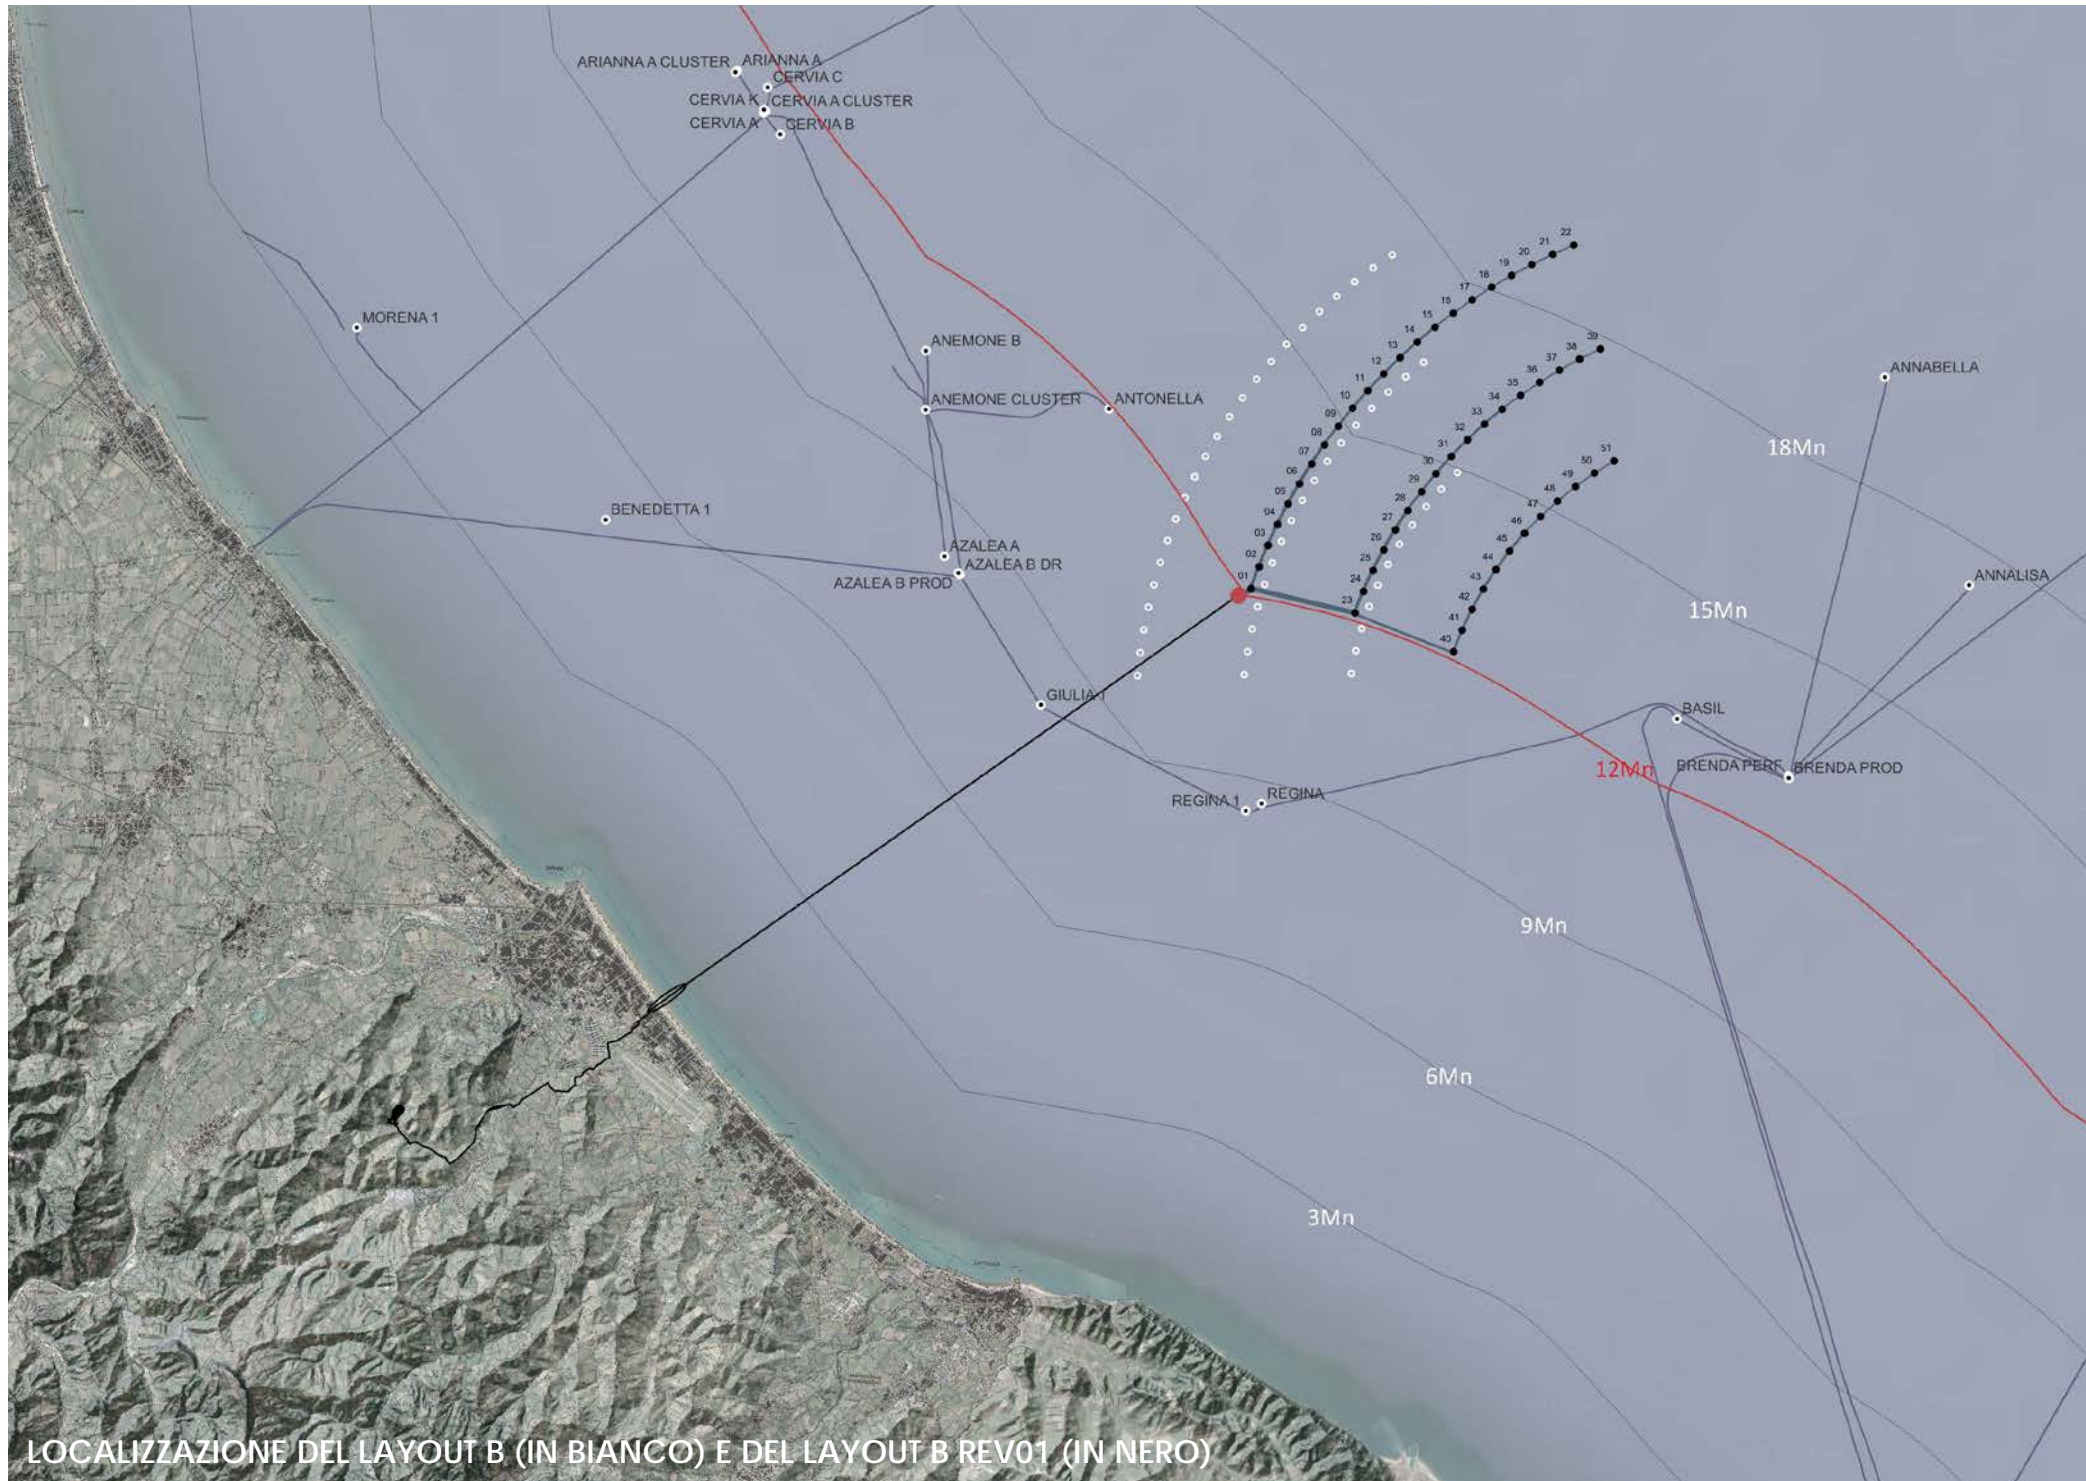 ARIANNA A CLUSTER
ARIANNA A
CERVIA C
CERVIA K
CERVIA A CLUSTER
CERVIA A
CERVIA B
MORENA 1
ANEMONE B
ANEMONE CLUSTER
ANTONELLA
BENEDETTA 1
AZALEA A
AZALEA B DR
AZALEA B PROD
GIULIA 1
REGINA 1
REGINA
BASIL
BRENDA PERF
BRENDA PROD
ANNABELLA
ANNALISA
22
21
20
19
18
17
15
15
14
13
12
11
10
09
08
07
06
05
04
03
02
01
39
38
37
36
35
34
33
32
31
30
29
28
27
26
25
24
23
51
50
49
48
47
46
45
44
43
42
41
40
18Mn
15Mn
12Mn
9Mn
6Mn
3Mn
LOCALIZZAZIONE DEL LAYOUT B (IN BIANCO) E DEL LAYOUT B REV01 (IN NERO)